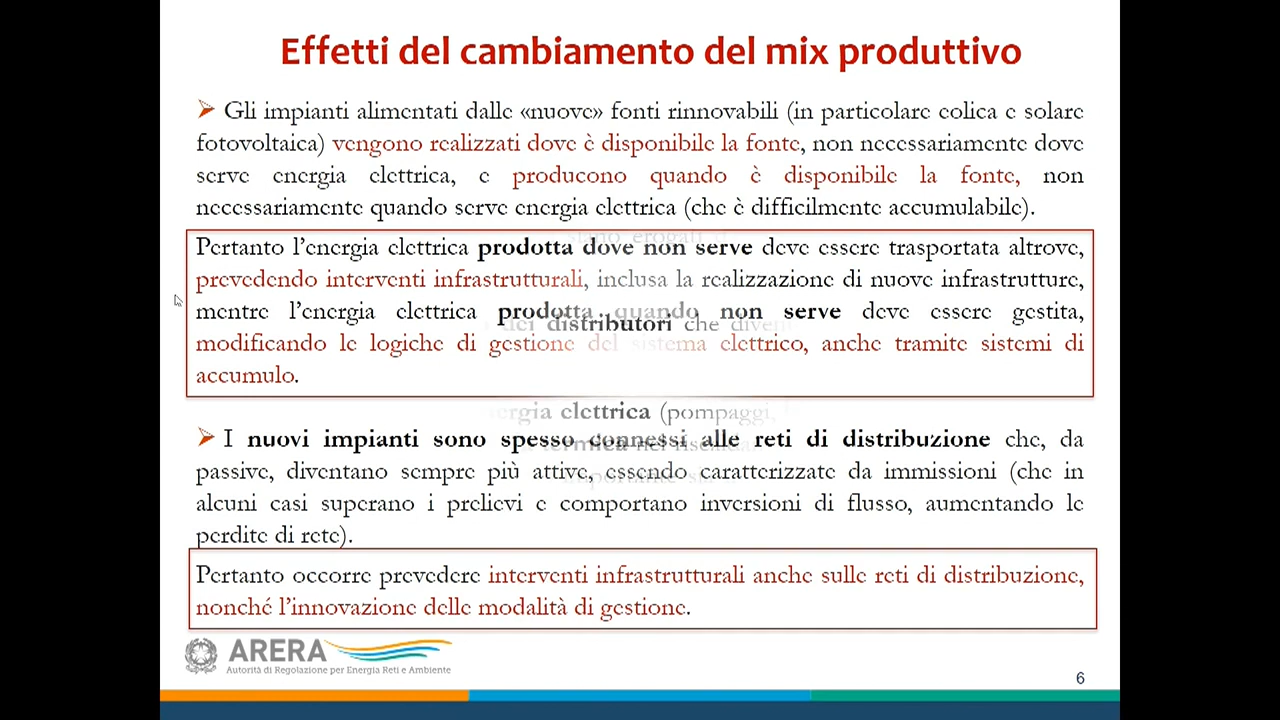 Effetti del cambiamento del mix produttivo
➢ Gli impianti alimentati dalle «nuove» fonti rinnovabili (in particolare eolica e solare
fotovoltaica) vengono realizzati dove è disponibile la fonte, non necessariamente dove
serve energia elettrica, e producono quando è disponibile la fonte, non
necessariamente quando serve energia elettrica (che è difficilmente accumulabile).
Pertanto l'energia elettrica prodotta dove non serve deve essere trasportata altrove,
prevedendo interventi infrastrutturali, inclusa la realizzazione di nuove infrastrutture,
mentre l'energia elettrica prodotta quando non serve deve essere gestita,
dei distributori che
modificando le logiche di gestione del sistema elettrico, anche tramite sistemi di
accumulo.
elettrica (pompaggi,
➢ I nuovi impianti sono spesso connessi alle reti di distribuzione che, da
passive, diventano sempre più attive, essendo caratterizzate da immissioni (che in
alcuni casi superano i prelievi e comportano inversioni di flusso, aumentando le
perdite di rete).
Pertanto occorre prevedere interventi infrastrutturali anche sulle reti di distribuzione,
nonché l'innovazione delle modalità di gestione.
ARERA
Autorità di Regolazione per Energia Reti e Ambiente
6